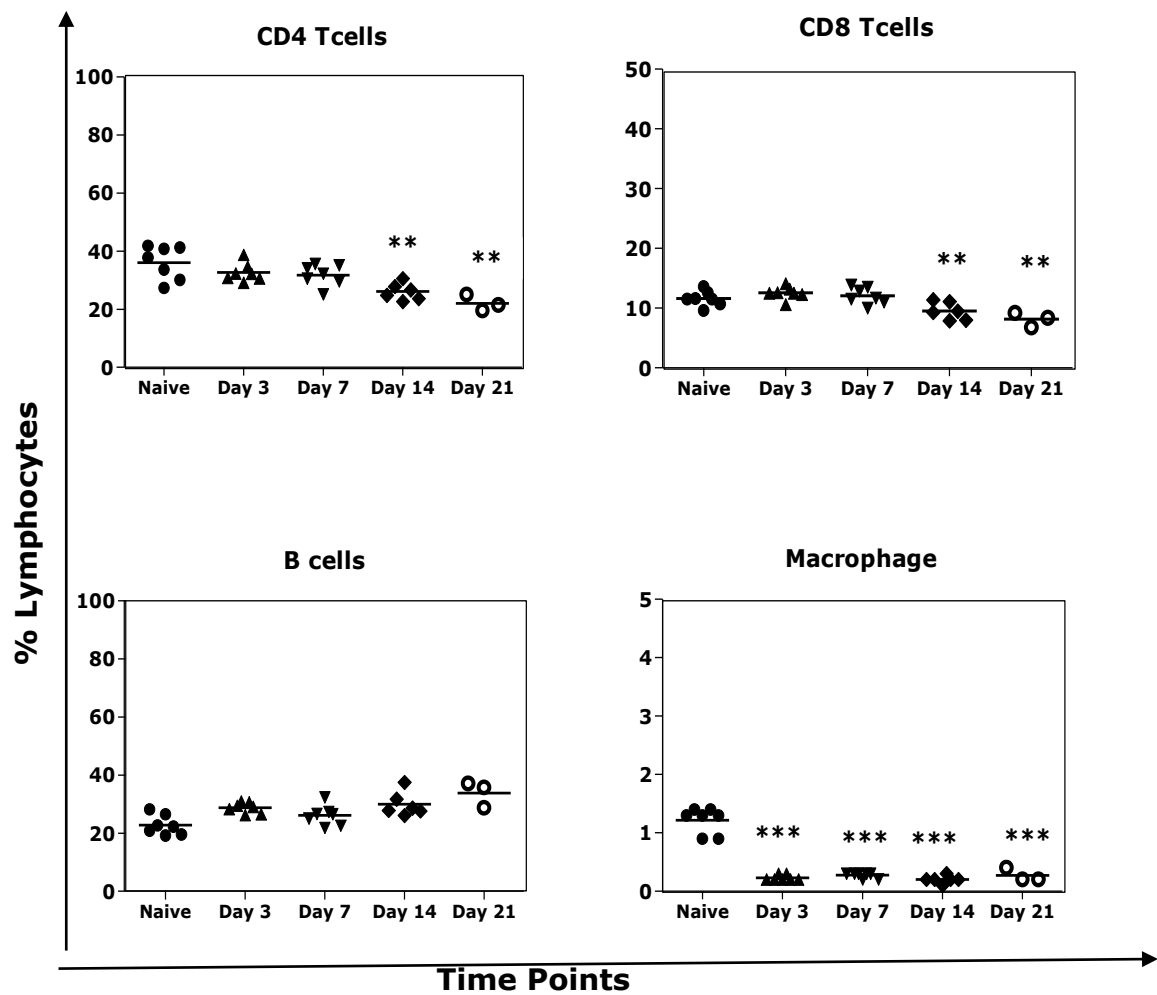 CD4 Tcells
100
80
60
40
20
0
** **
Naive Day 3 Day 7 Day 14 Day 21
CD8 Tcells
50
40
30
20
10
0
** **
Naive Day 3 Day 7 Day 14 Day 21
B cells
100
80
60
40
20
0
Naive Day 3 Day 7 Day 14 Day 21
Macrophage
5
4
3
2
1
0
*** *** *** ***
Naive Day 3 Day 7 Day 14 Day 21
% Lymphocytes
Time Points